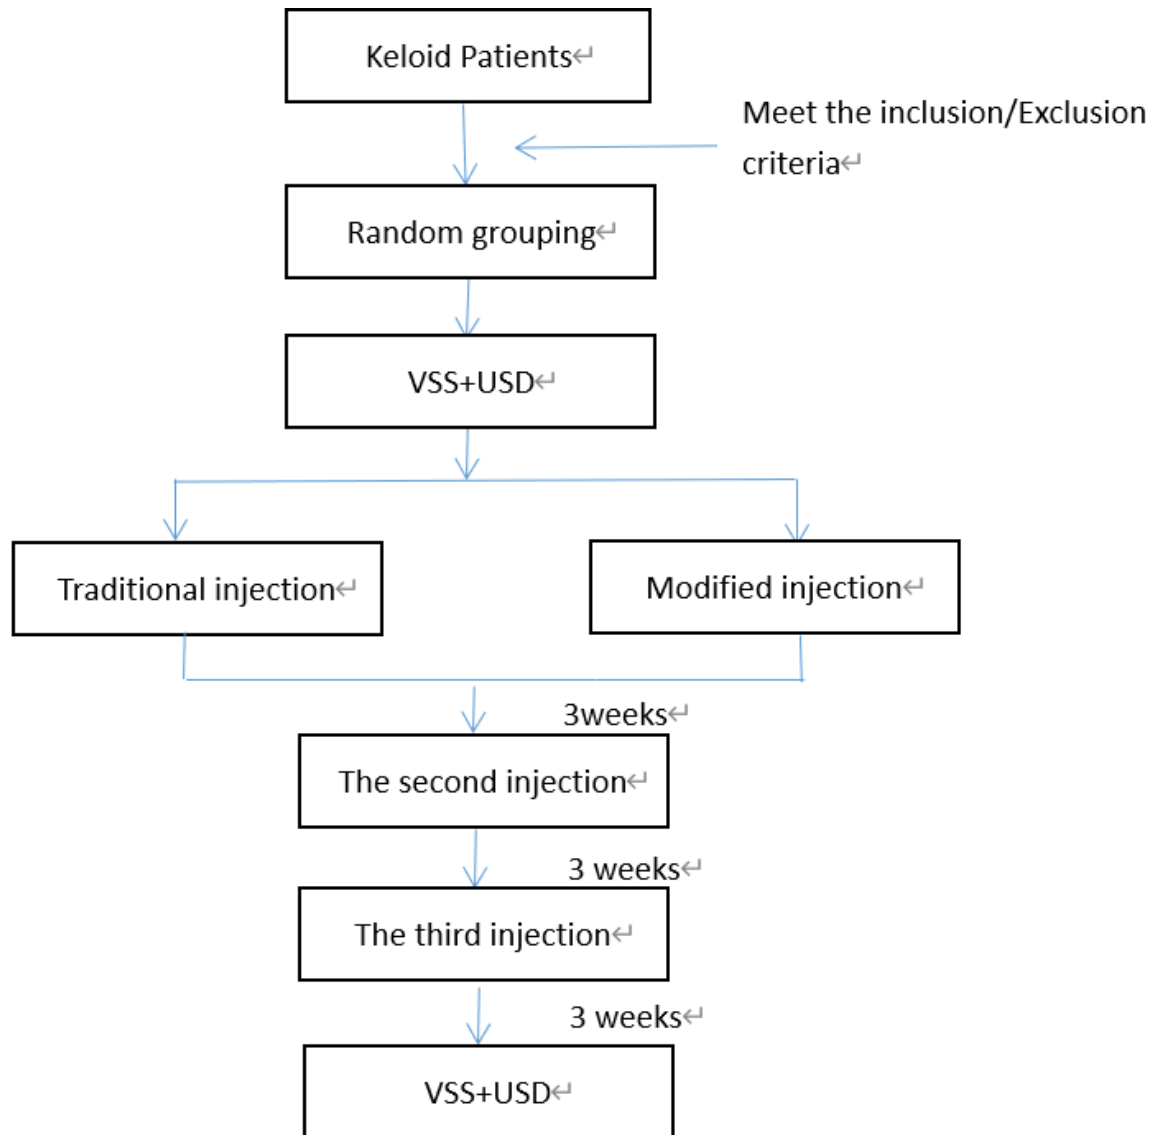 Keloid Patients↵
Meet the inclusion/Exclusion
criteria↵
Random grouping↵
VSS+USD↵
Traditional injection↵
Modified injection↵
3weeks↵
The second injection↵
3 weeks↵
The third injection↵
3 weeks↵
VSS+USD↵